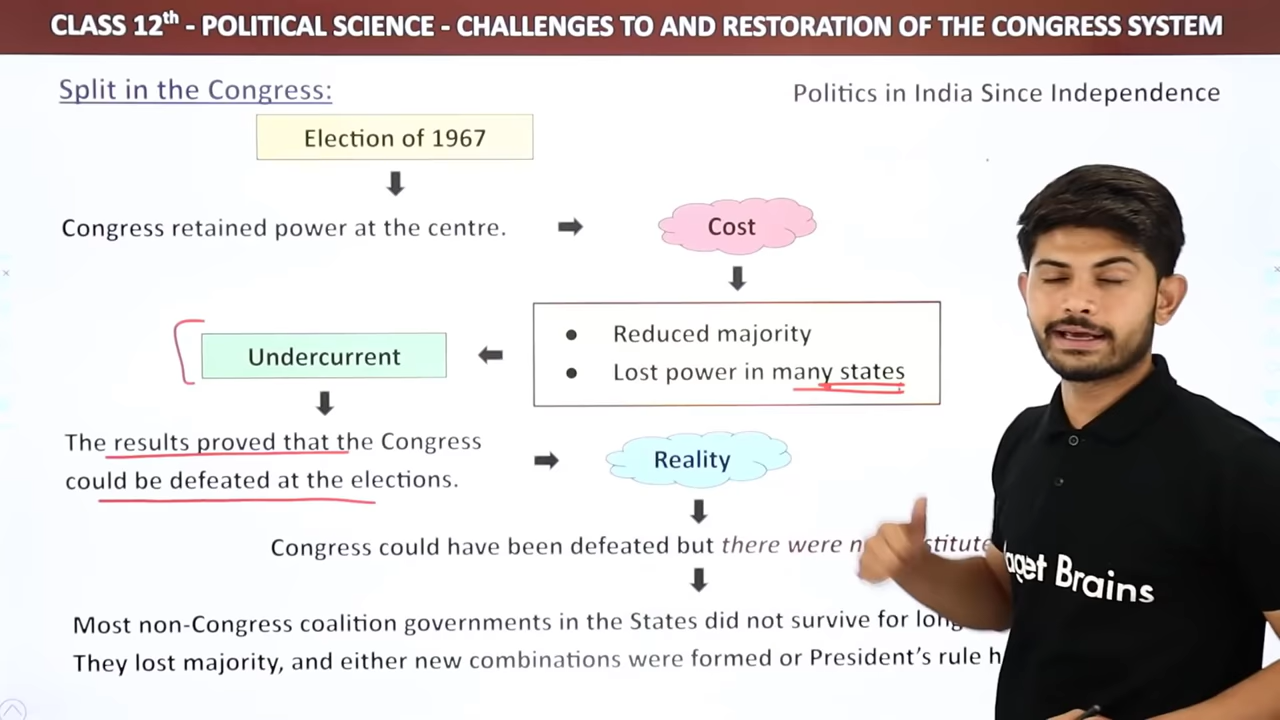 CLASS 12th - POLITICAL SCIENCE - CHALLENGES TO AND RESTORATION OF THE CONGRESS SYSTEM
Split in the Congress:
Politics in India Since Independence
Election of 1967
Congress retained power at the centre.
Cost
• Reduced majority
• Lost power in many states
Undercurrent
The results proved that the Congress
could be defeated at the elections.
Reality
Congress could have been defeated but there were
Most non-Congress coalition governments in the States did not survive for
They lost majority, and either new combinations were formed or President's rule
Brains